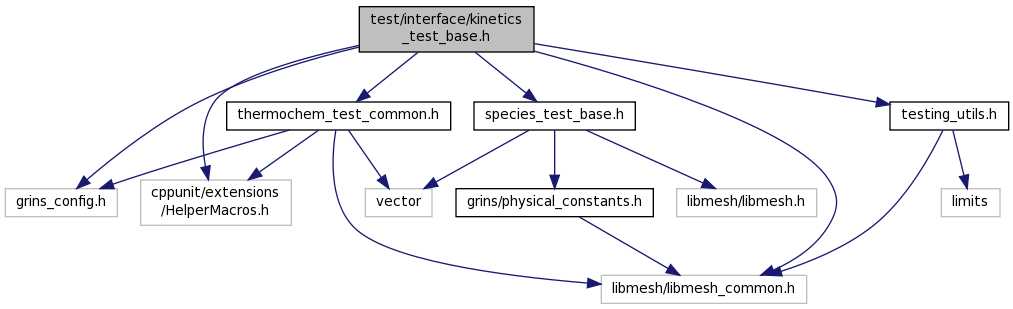 test/interface/kinetics
_test_base.h
thermochem_test_common.h
species_test_base.h
testing_utils.h
grins_config.h
cppunit/extensions
/HelperMacros.h
vector
grins/physical_constants.h
libmesh/libmesh.h
limits
libmesh/libmesh_common.h